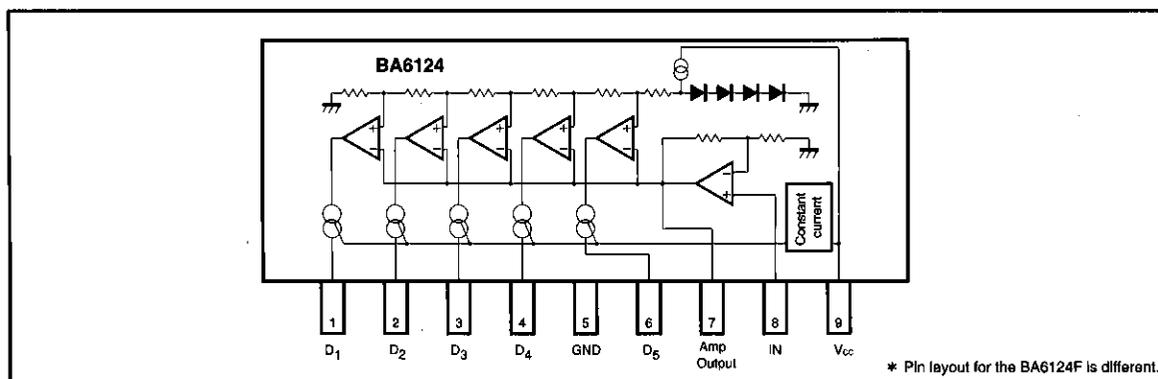 BA6124
+ + + + +
- - - - -
-
+
Constant
current
1 2 3 4 5 6 7 8 9
D1 D2 D3 D4 GND D5 Amp Output IN Vcc
* Pin layout for the BA6124F is different.